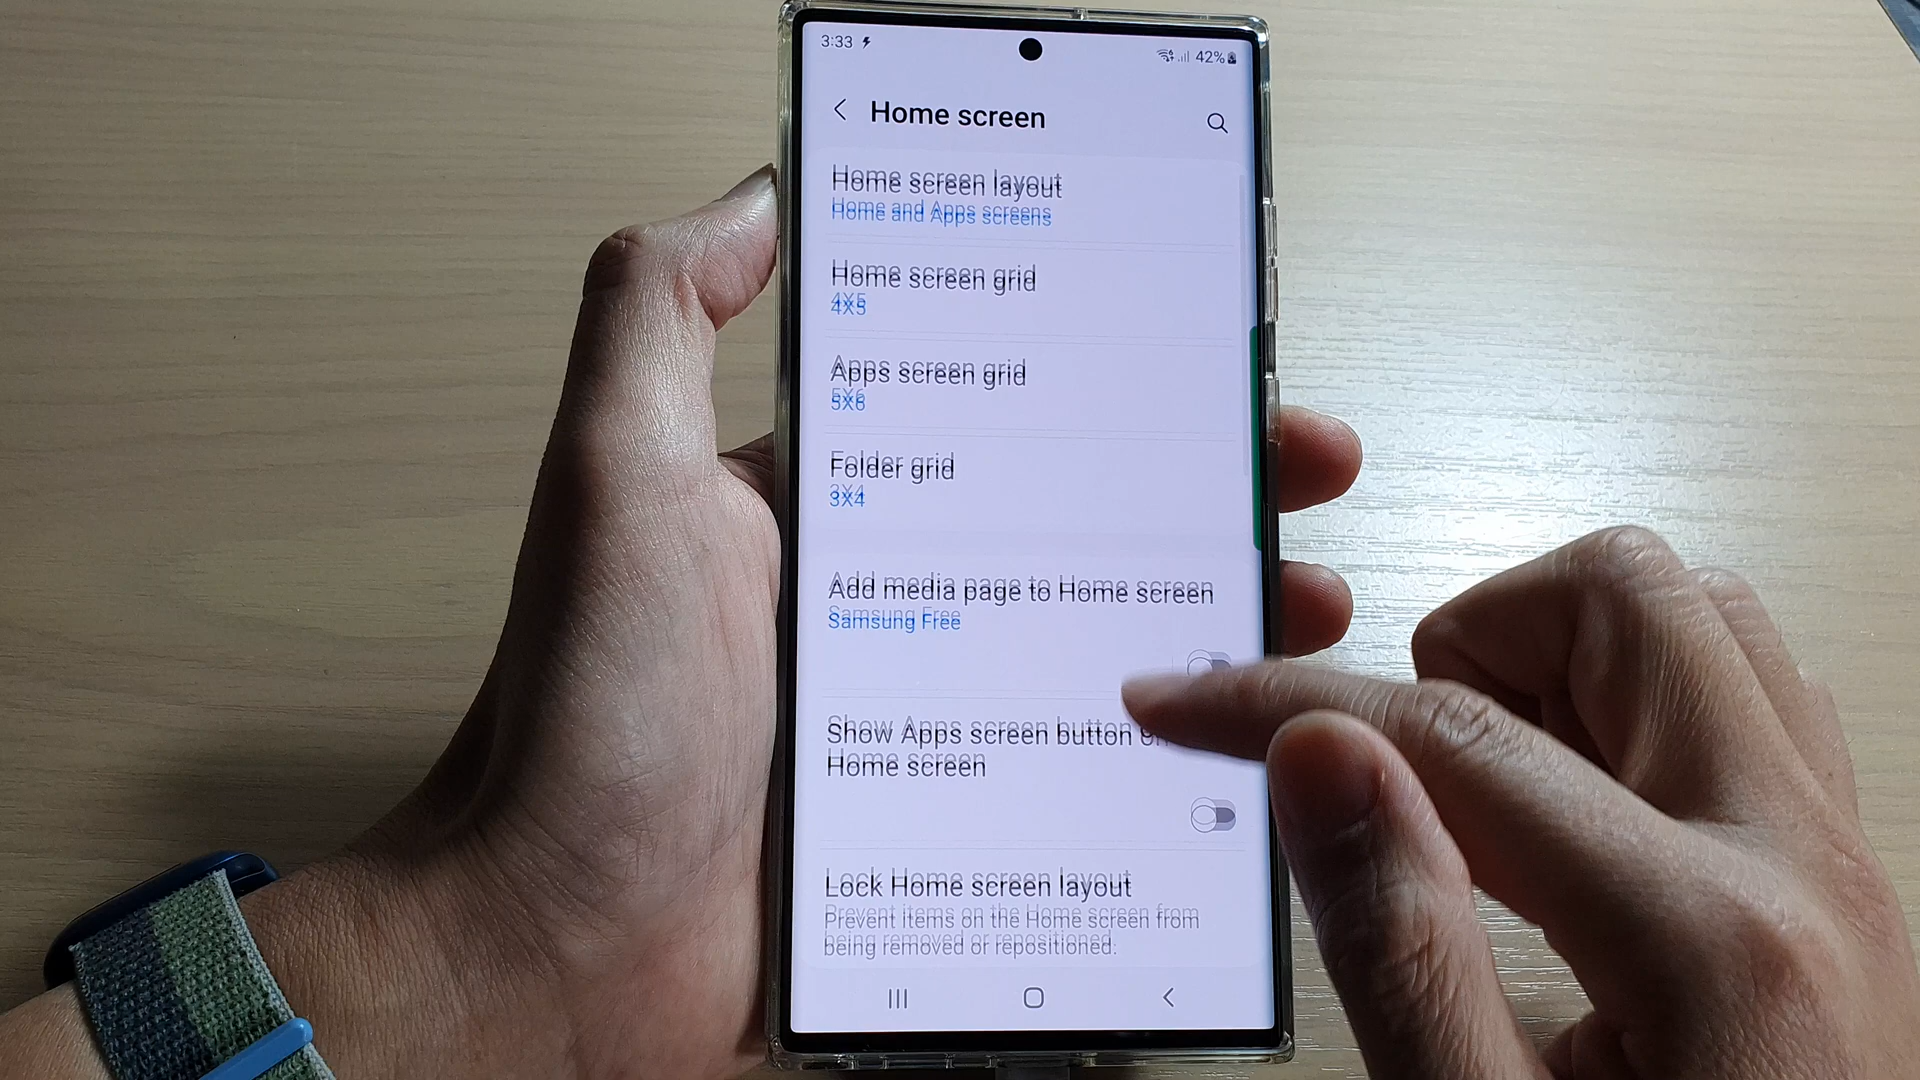 3:33
42%
Home screen
Home screen layout
Home and Apps screens
Home screen grid
4X5
Apps screen grid
5X6
Folder grid
3X4
Add media page to Home screen
Samsung Free
Show Apps screen button on
Home screen
Lock Home screen layout
Prevent items on the Home screen from
being removed or repositioned.